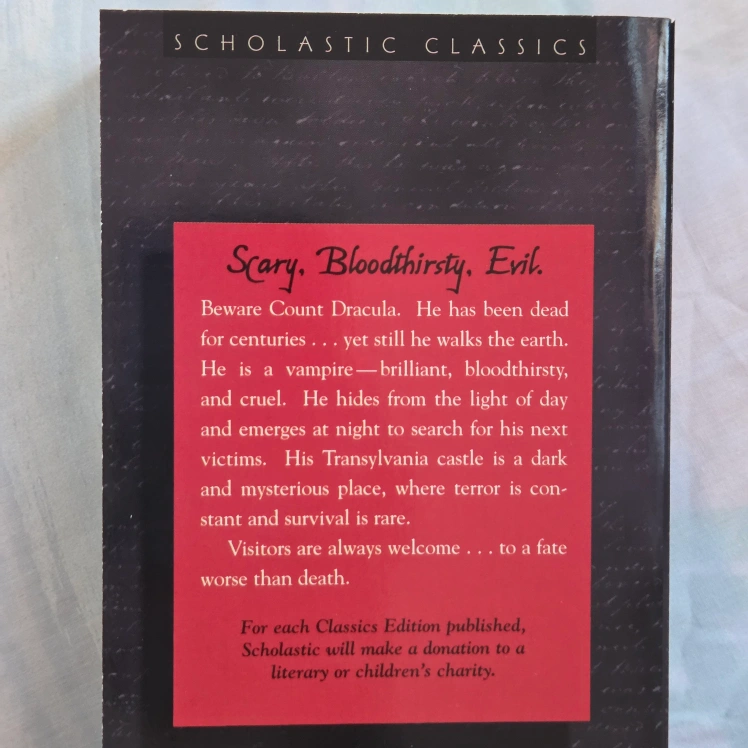 SCHOLASTIC CLASSICS
Scary, Bloodthirsty, Evil.
Beware Count Dracula. He has been dead
for centuries . . . yet still he walks the earth.
He is a vampire—brilliant, bloodthirsty,
and cruel. He hides from the light of day
and emerges at night to search for his next
victims. His Transylvania castle is a dark
and mysterious place, where terror is con-
stant and survival is rare.
Visitors are always welcome . . . to a fate
worse than death.
For each Classics Edition published,
Scholastic will make a donation to a
literary or children's charity.